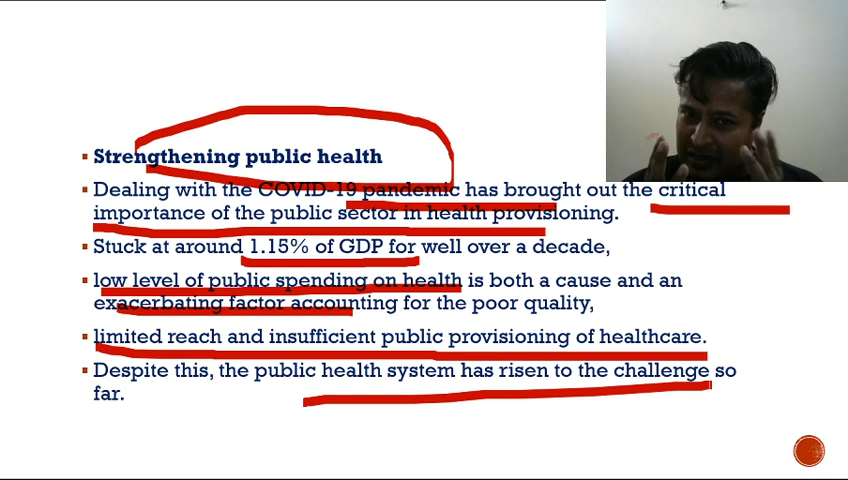 Strengthening public health
Dealing with the COVID-19 pandemic has brought out the critical
importance of the public sector in health provisioning.
Stuck at around 1.15% of GDP for well over a decade,
low level of public spending on health is both a cause and an
exacerbating factor accounting for the poor quality,
limited reach and insufficient public provisioning of healthcare.
Despite this, the public health system has risen to the challenge so
far.